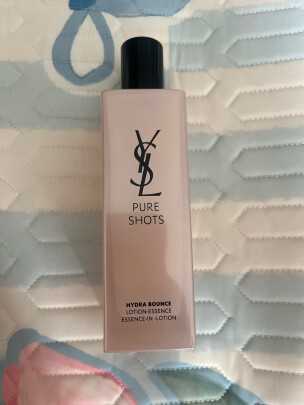 YSL
PURE
SHOTS
HYDRA BOUNCE
LOTION-ESSENCE
ESSENCE-IN-LOTION